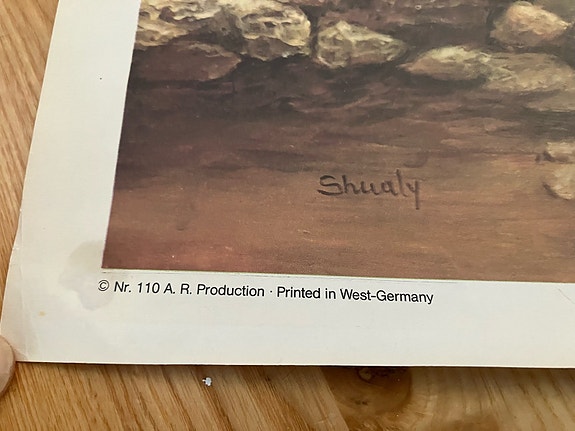 Shualy
© Nr. 110 A. R. Production · Printed in West-Germany